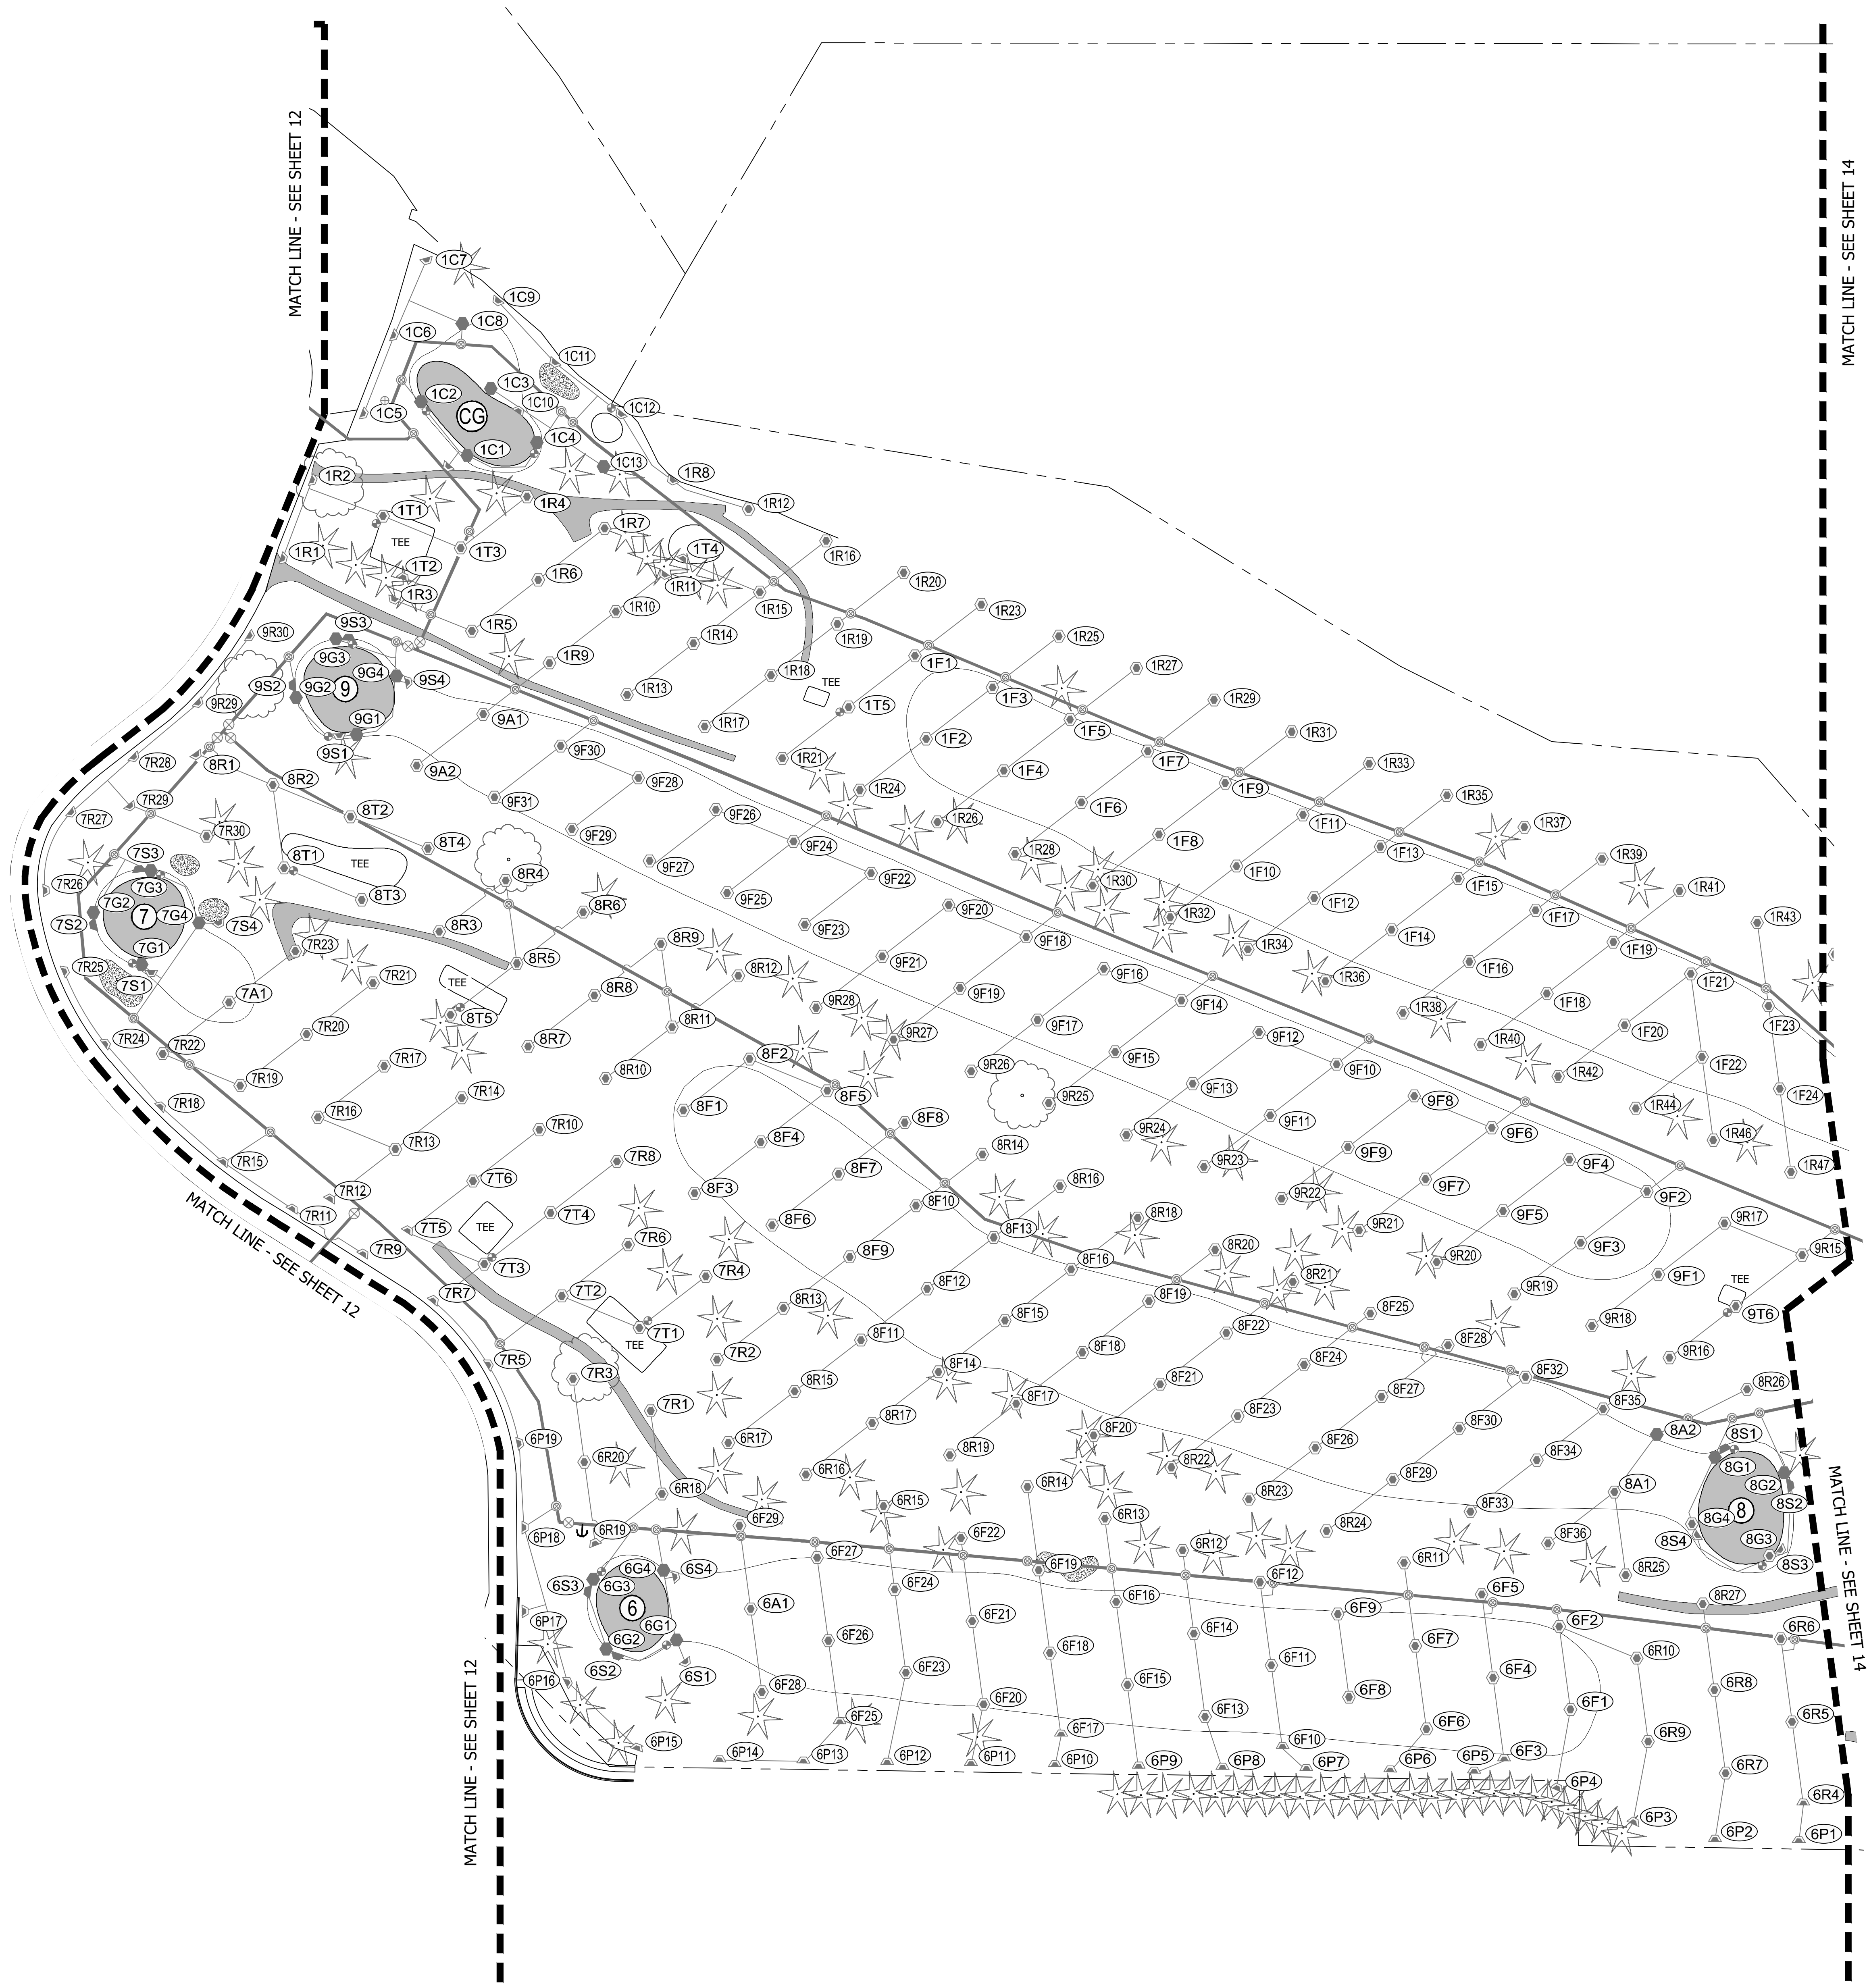 MATCH LINE - SEE SHEET 12
MATCH LINE - SEE SHEET 14
1C7
1C9
1C8
1C6
1C11
1C3
1C2
1C10
1C5
CG
1C12
1C4
1C1
1C13
1R8
1R2
1R4
1R12
1T1
1R7
TEE
1T3
1T4
1R16
1R1
1T2
1R6
1R11
1R20
1R3
1R10
1R15
1R23
9S3
9R30
1R5
1R14
1R19
1R25
9G3
9G4
1R9
1F1
1R27
9S2
9G2
9
9S4
1R13
1R18
TEE
1F3
1R29
9R29
9G1
9A1
1R17
1T5
1F5
1R31
9S1
9F30
1F2
1F7
1R33
7R28
8R1
8R2
9A2
9F28
1R21
1F4
1F9
1R35
7R29
9F31
1R24
7R27
8T2
9F26
1F6
1F11
1R37
7R30
9F29
1R26
8T4
9F24
1F8
1F13
1R39
7S3
8T1
TEE
9F27
1R28
7R26
7G3
8R4
9F22
1F10
1F15
1R41
8T3
9F25
1R30
7G2
7
7G4
8R6
9F20
1F12
1F17
1R43
7S2
7S4
8R3
9F23
1R32
7G1
7R23
8R9
9F18
1F14
1F19
7R25
8R5
9F21
1R34
7S1
7R21
TEE
8R12
9F16
1F16
1F21
7A1
8R8
9F19
1R36
8T5
9R28
9F14
1F18
1F23
7R24
7R20
8R11
9F17
1R38
7R22
8R7
9R27
9F12
1F20
7R17
8F2
9F15
1R40
7R19
8R10
9R26
9F10
1F22
7R18
7R14
8F5
9F13
1R42
7R16
8F1
9R25
9F8
1F24
7R10
8F8
9F11
1R44
7R13
8F4
9R24
9F6
1R46
7R15
7R8
8R14
9F9
7R12
7T6
8F7
9R23
9F4
1R47
8F3
8R16
9F7
9F2
7R11
7T4
8F10
9R22
9R17
7T5
TEE
8F6
8R18
9F5
7R9
7R6
8F13
9R21
9F3
9R15
MATCH LINE - SEE SHEET 12
7T3
8F9
8R20
9R20
7R4
8F16
8R21
9F1
TEE
7R7
7T2
8F12
9R19
8R13
8F19
8F25
9T6
7T1
TEE
8F15
9R18
7R5
8F11
8F22
8F28
7R2
8F18
9R16
7R3
8F14
8F24
8F32
8R15
8F21
8R26
7R1
8F17
8F27
8F35
8R17
8F23
8A2
6P19
6R17
8F20
8F30
8S1
8R19
8F26
6R20
6R16
8R22
8F34
8G1
6R14
8F29
8A1
8G2
6R18
6R15
8R23
8F33
8S2
6F29
6R13
8R24
8G4
8
6P18
6R19
6F22
8F36
8S4
8G3
6F27
6R12
6R11
8S3
6G4
6S4
6F19
6F12
8R25
6S3
6G3
6F24
6F5
8R27
6
6A1
6F16
6F9
6F2
6P17
6G1
6F21
6R6
6G2
6F26
6F14
6F7
6R10
6F18
6S2
6S1
6F23
6F11
6F4
6P16
6F28
6F15
6R8
6F20
6F8
6F1
6F25
6F13
6R5
6P15
6F17
6F6
6R9
6P14
6P13
6P12
6P11
6P10
6P9
6P8
6F10
6P7
6P6
6P5
6F3
6R7
6P4
6R4
6P3
6P2
6P1
MATCH LINE - SEE SHEET 12
MATCH LINE - SEE SHEET 14